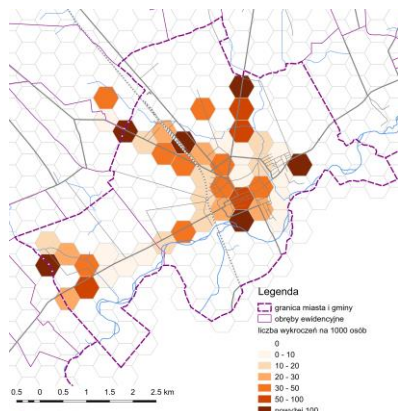 Legenda
granica miasta i gminy
obręby ewidencyjne
liczba wykroczeń na 1000 osób
0
0 - 10
10 - 20
20 - 30
30 - 50
50 - 100
powyżej 100
0.5 0 0.5 1 1.5 2 2.5 km